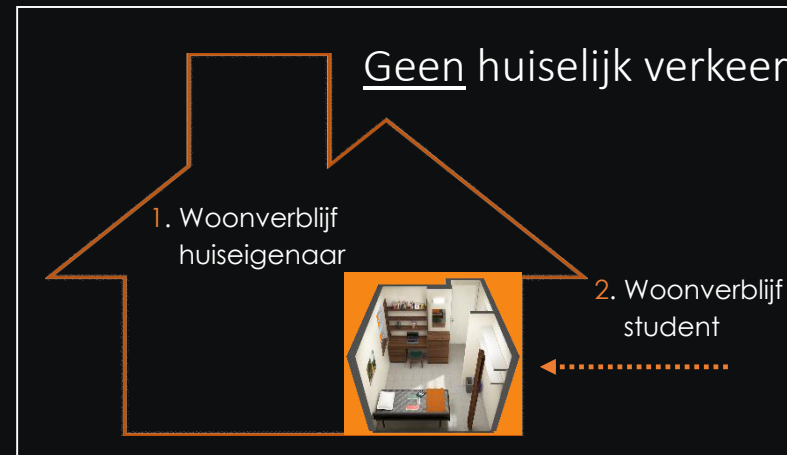 Geen huiselijk verkeer
1. Woonverblijf
huiseigenaar
2. Woonverblijf
student